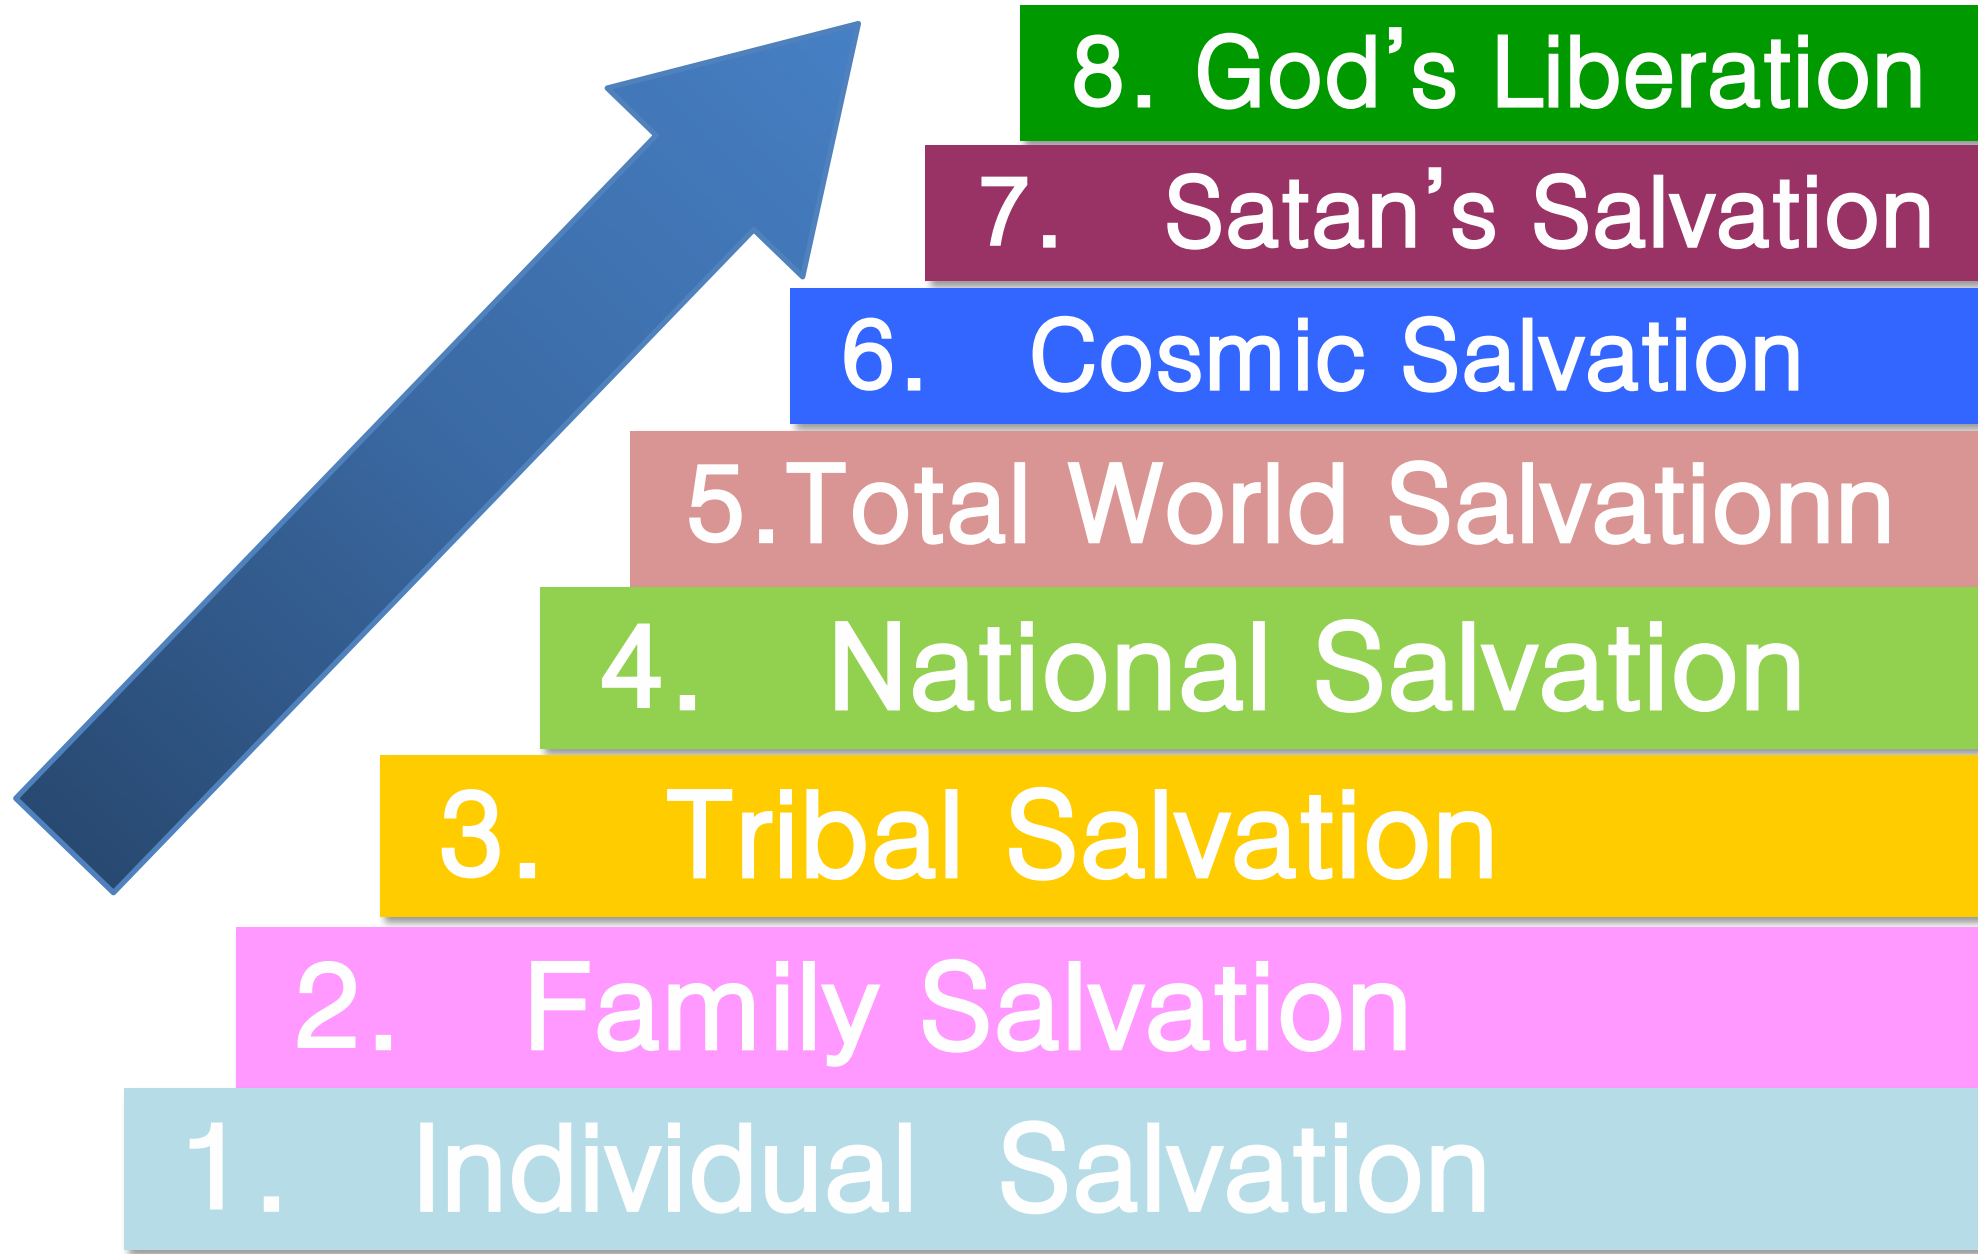 8. God’s Liberation
7. Satan’s Salvation
6. Cosmic Salvation
5.Total World Salvationn
4. National Salvation
3. Tribal Salvation
2. Family Salvation
1. Individual Salvation